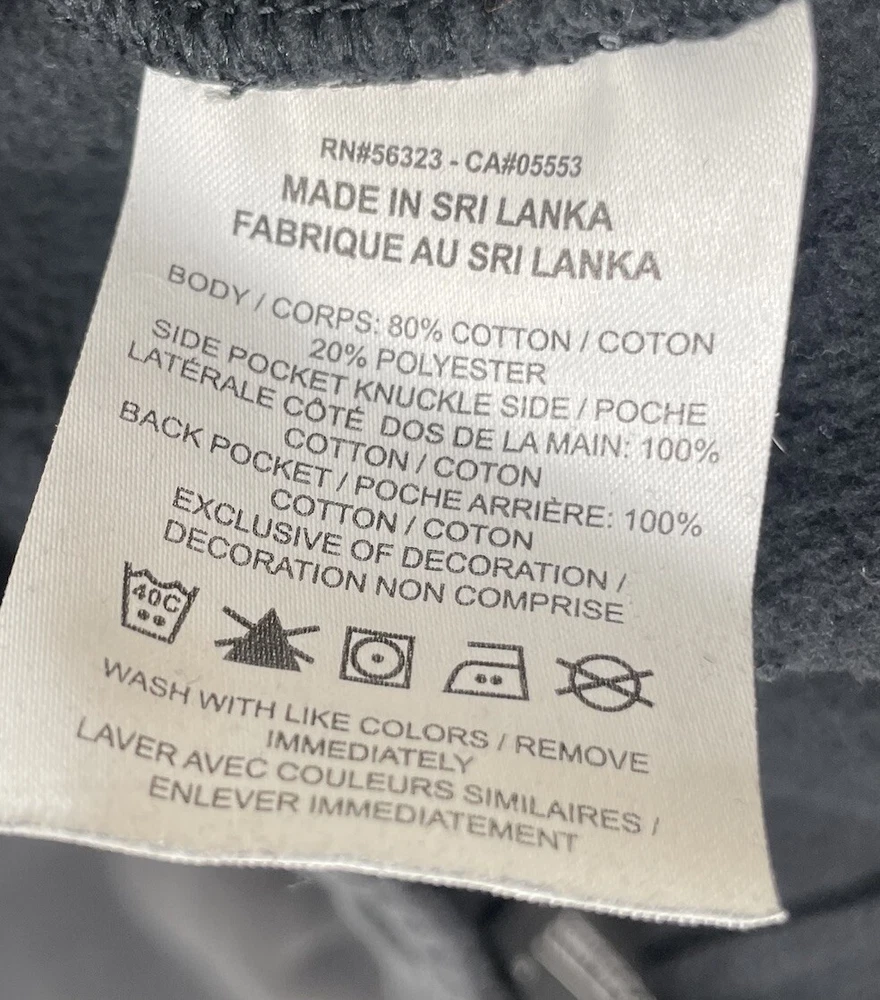 RN#56323 - CA#05553
MADE IN SRI LANKA
FABRIQUE AU SRI LANKA
BODY / CORPS: 80% COTTON / COTON
20% POLYESTER
SIDE POCKET KNUCKLE SIDE / POCHE
LATÉRALE CÔTÉ DOS DE LA MAIN: 100%
COTTON / COTON
BACK POCKET / POCHE ARRIÈRE: 100%
COTTON / COTON
EXCLUSIVE OF DECORATION /
DECORATION NON COMPRISE
40C
WASH WITH LIKE COLORS / REMOVE
IMMEDIATELY
LAVER AVEC COULEURS SIMILAIRES /
ENLEVER IMMEDIATEMENT